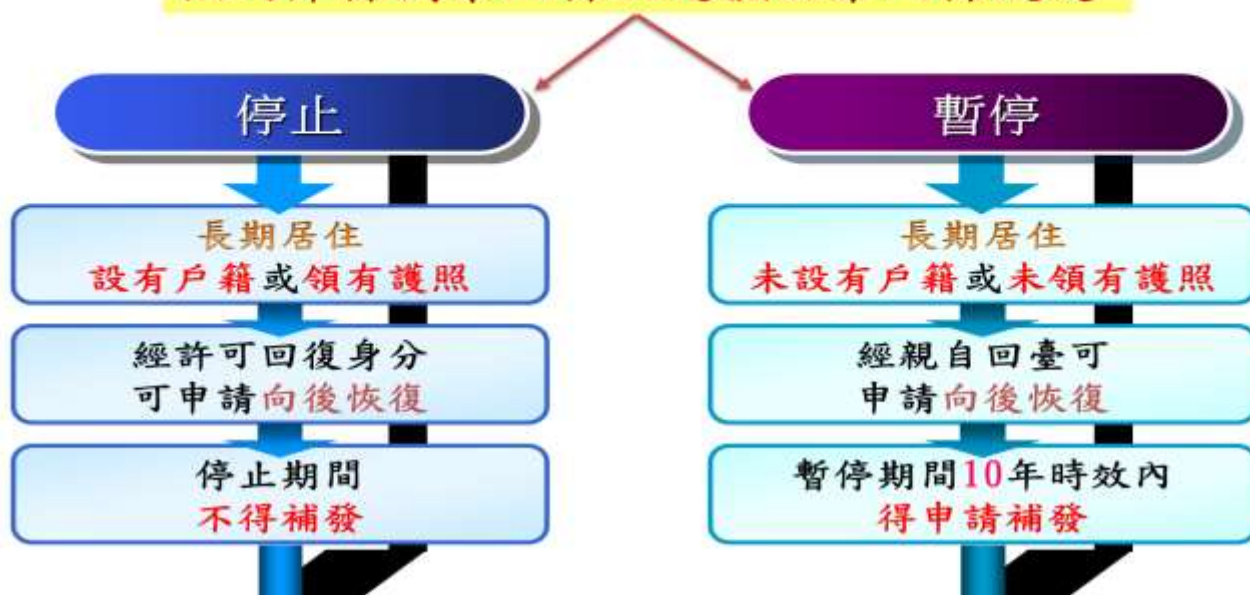 停止
長期居住
設有戶籍或領有護照
經許可回復身分
可申請向後恢復
停止期間
不得補發
暫停
長期居住
未設有戶籍或未領有護照
經親自回臺可
申請向後恢復
暫停期間10年時效內
得申請補發